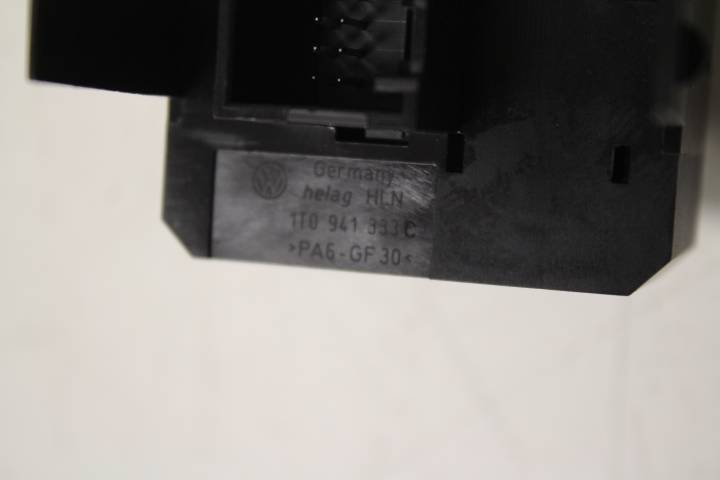 Germany
helag HLN
1T0 941 333 C
>PA6-GF30<